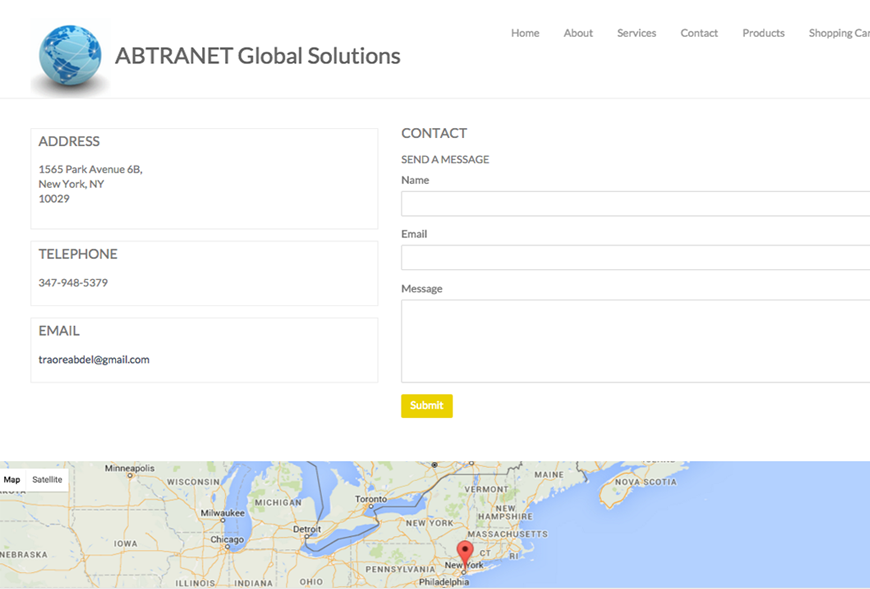 Home About Services Contact Products Shopping
ABTRANET Global Solutions
ADDRESS
1565 Park Avenue 6B,
New York, NY
10029
TELEPHONE
347-948-5379
EMAIL
traoreabdel@gmail.com
CONTACT
SEND A MESSAGE
Name
Email
Message
Submit
Map Satellite
Minneapolis
WISCONSIN
MICHIGAN
Toronto
VERMONT
MAINE
NOVA SCOTIA
Milwaukee
NEW YORK
NEW
HAMPSHIRE
Detroit
MASSACHUSETTS
Chicago
IOWA
NEBRASKA
CT
RI
New York
PENNSYLVANIA
ILLINOIS
INDIANA
OHIO
Philadelphia